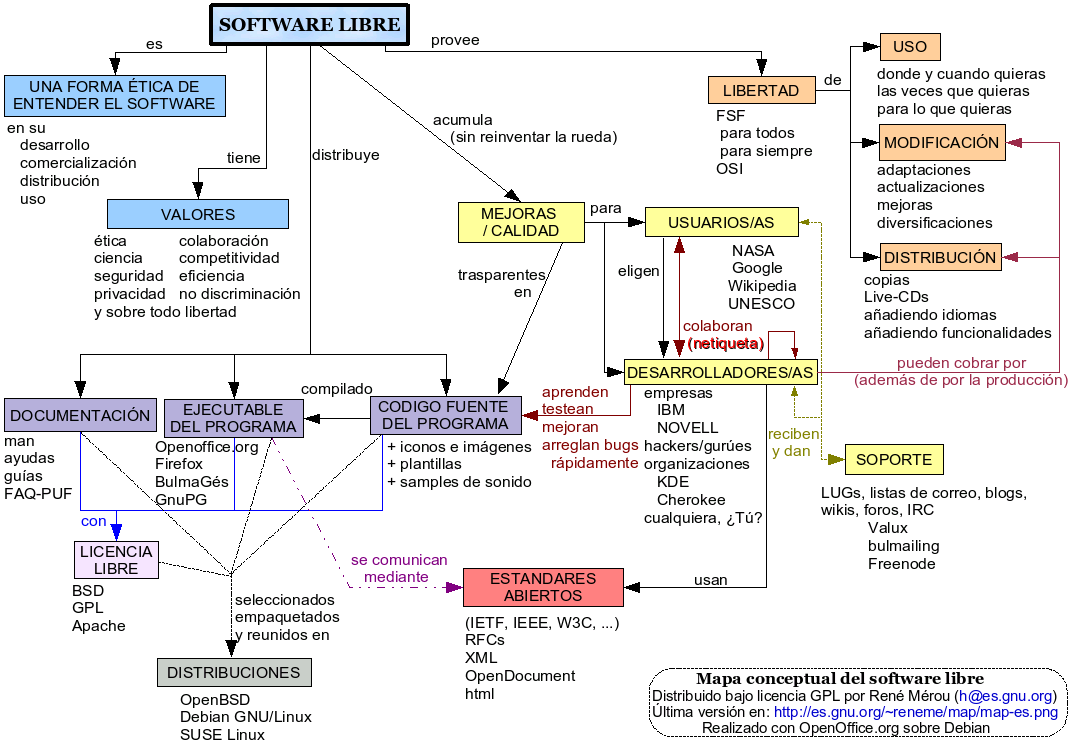 SOFTWARE LIBRE
es
provee
UNA FORMA ÉTICA DE
ENTENDER EL SOFTWARE
en su
desarrollo
comercialización
distribución
uso
tiene
VALORES
ética
ciencia
seguridad
privacidad
colaboración
competitividad
eficiencia
no discriminación
y sobre todo libertad
distribuye
acumula
(sin reinventar la rueda)
MEJORAS
/ CALIDAD
para
trasparentes
en
LIBERTAD
FSF
para todos
para siempre
OSI
de
USO
donde y cuando quieras
las veces que quieras
para lo que quieras
MODIFICACIÓN
adaptaciones
actualizaciones
mejoras
diversificaciones
DISTRIBUCIÓN
copias
Live-CDs
añadiendo idiomas
añadiendo funcionalidades
USUARIOS/AS
NASA
Google
Wikipedia
UNESCO
eligen
colaboran
(netiqueta)
DESARROLLADORES/AS
empresas
IBM
NOVELL
hackers/gurúes
organizaciones
KDE
Cherokee
cualquiera, ¿Tú?
pueden cobrar por
(además de por la producción)
reciben
y dan
SOPORTE
LUGs, listas de correo, blogs,
wikis, foros, IRC
Valux
bulmailing
Freenode
aprenden
testean
mejoran
arreglan bugs
rápidamente
DOCUMENTACIÓN
man
ayudas
guías
FAQ-PUF
EJECUTABLE
DEL PROGRAMA
Openoffice.org
Firefox
BulmaGés
GnuPG
compilado
CODIGO FUENTE
DEL PROGRAMA
+ iconos e imágenes
+ plantillas
+ samples de sonido
con
LICENCIA
LIBRE
BSD
GPL
Apache
se comunican
mediante
usan
ESTANDARES
ABIERTOS
(IETF, IEEE, W3C, ...)
RFCs
XML
OpenDocument
html
seleccionados
empaquetados
y reunidos en
DISTRIBUCIONES
OpenBSD
Debian GNU/Linux
SUSE Linux
Mapa conceptual del software libre
Distribuido bajo licencia GPL por René Mérou (h@es.gnu.org)
Última versión en: http://es.gnu.org/~reneme/map/map-es.png
Realizado con OpenOffice.org sobre Debian